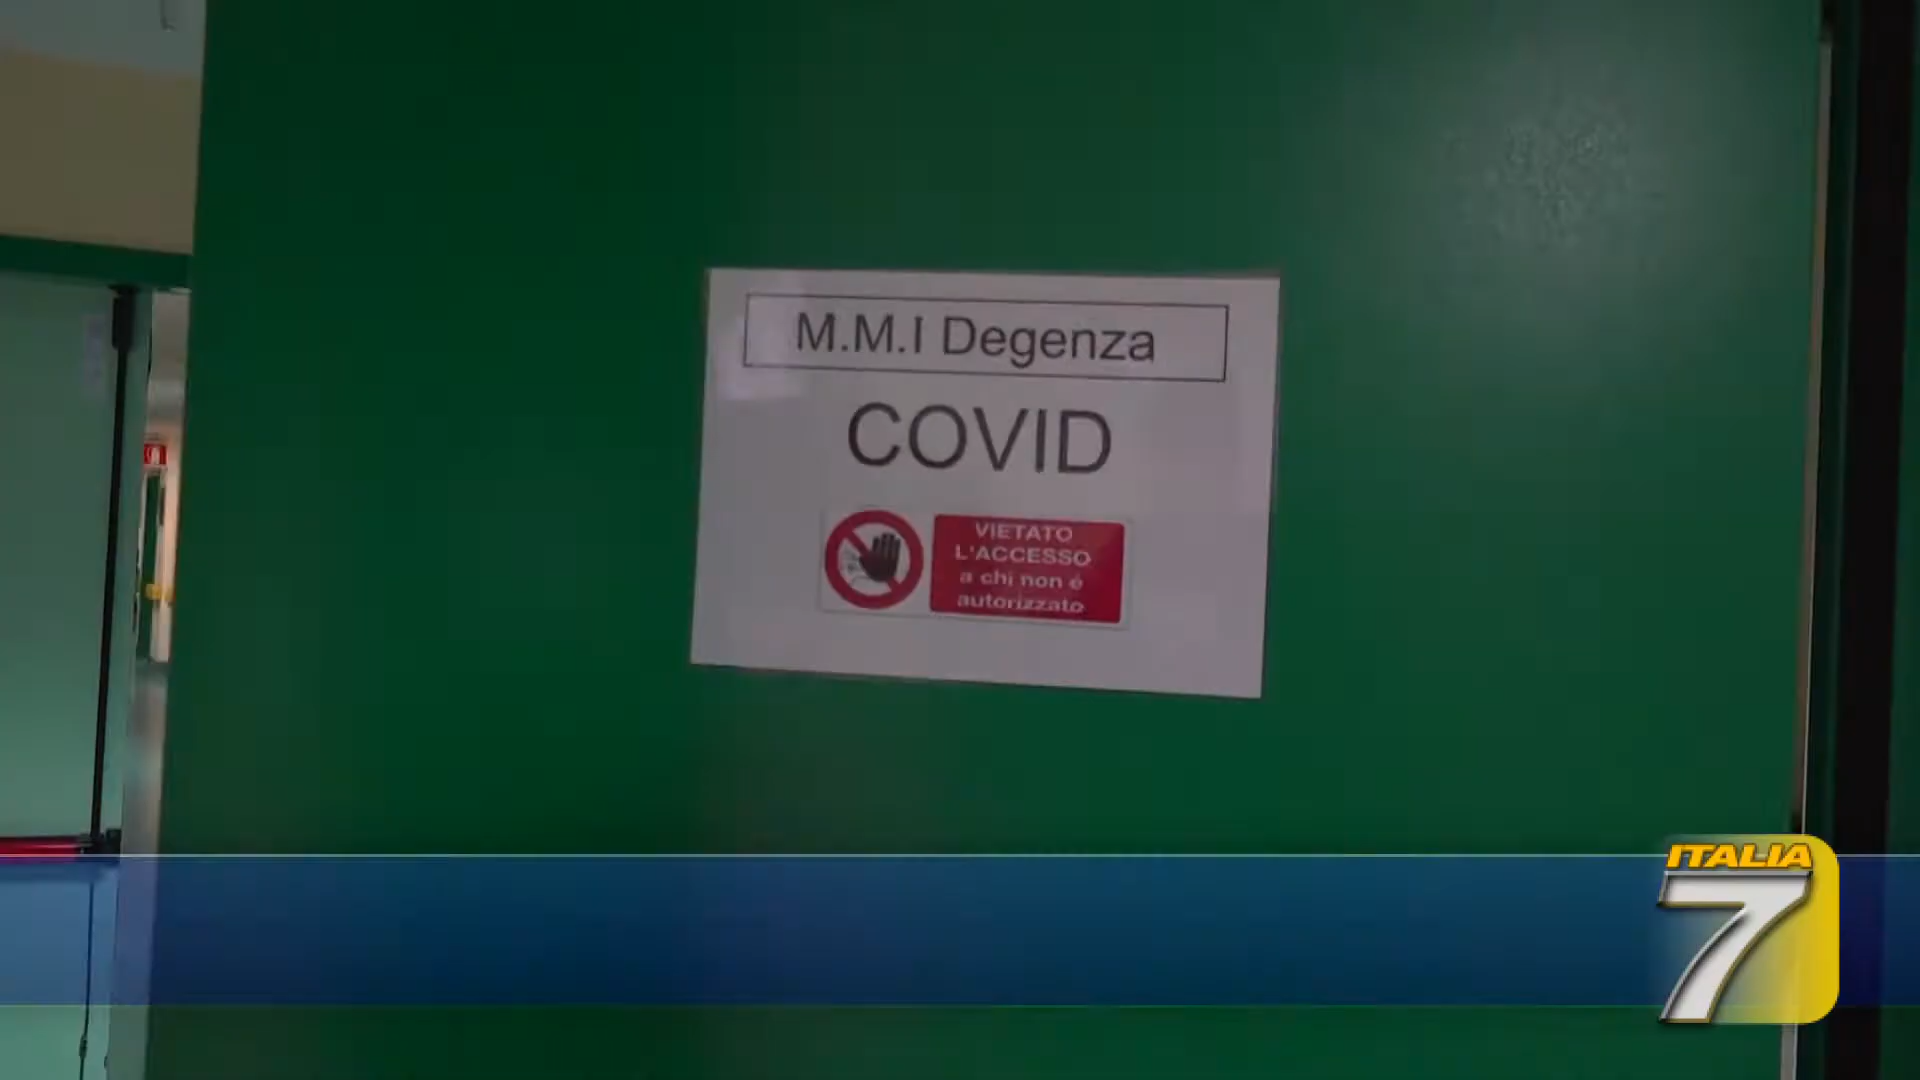 M.M.I Degenza
COVID
VIETATO
L'ACCESSO
a chi non é
autorizzato
ITALIA
7